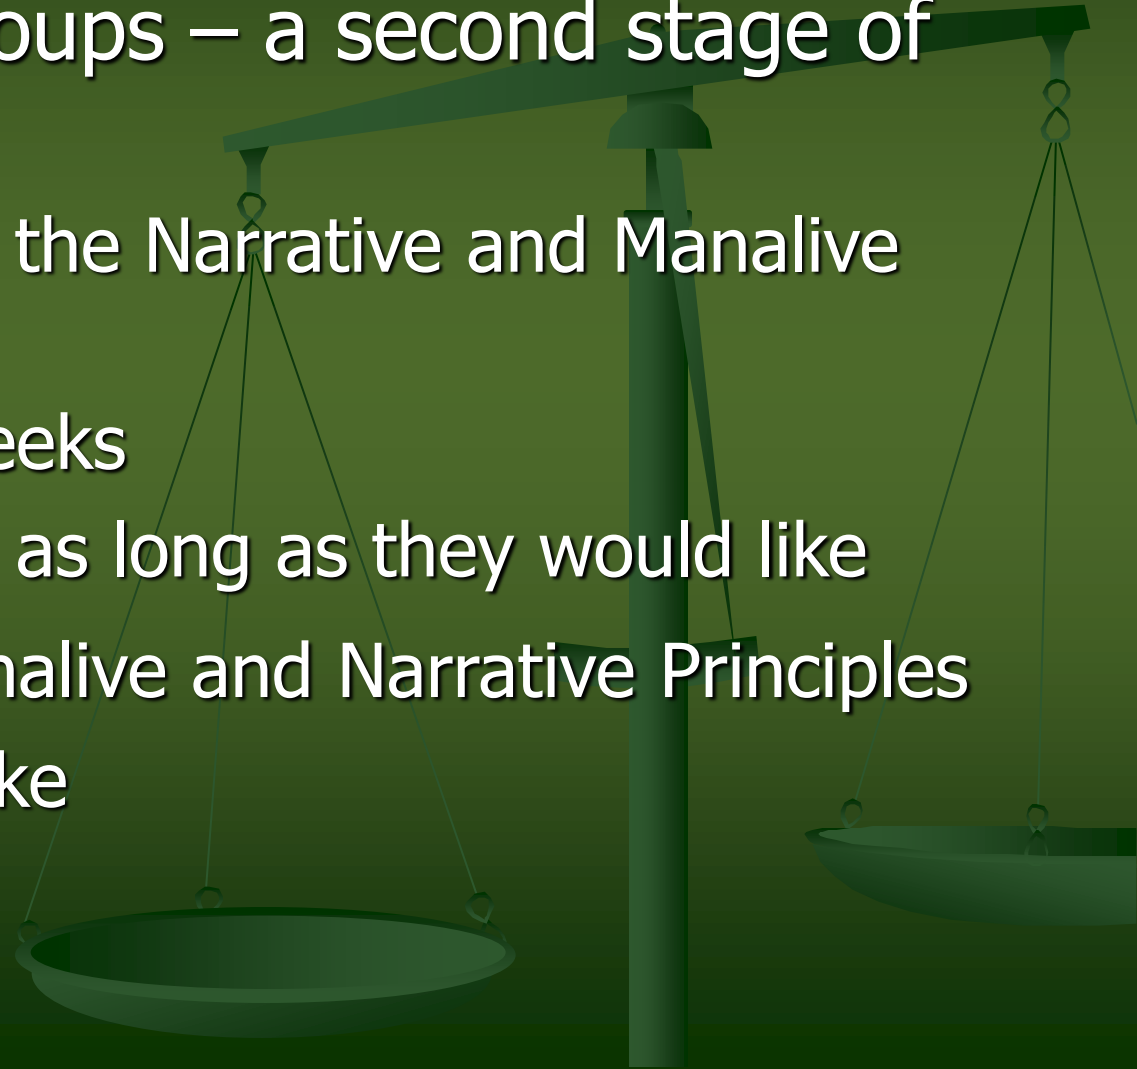 oups – a second stage of
the Narrative and Manalive
eeks
as long as they would like
nalive and Narrative Principles
ke